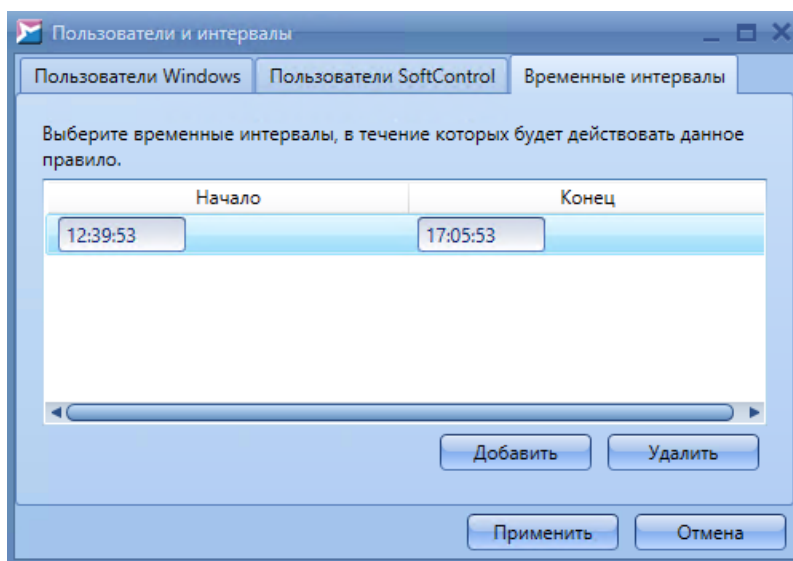 Пользователи и интервалы
Пользователи Windows Пользователи SoftControl Временные интервалы
Выберите временные интервалы, в течение которых будет действовать данное
правило.
Начало Конец
12:39:53 17:05:53
Добавить Удалить
Применить Отмена